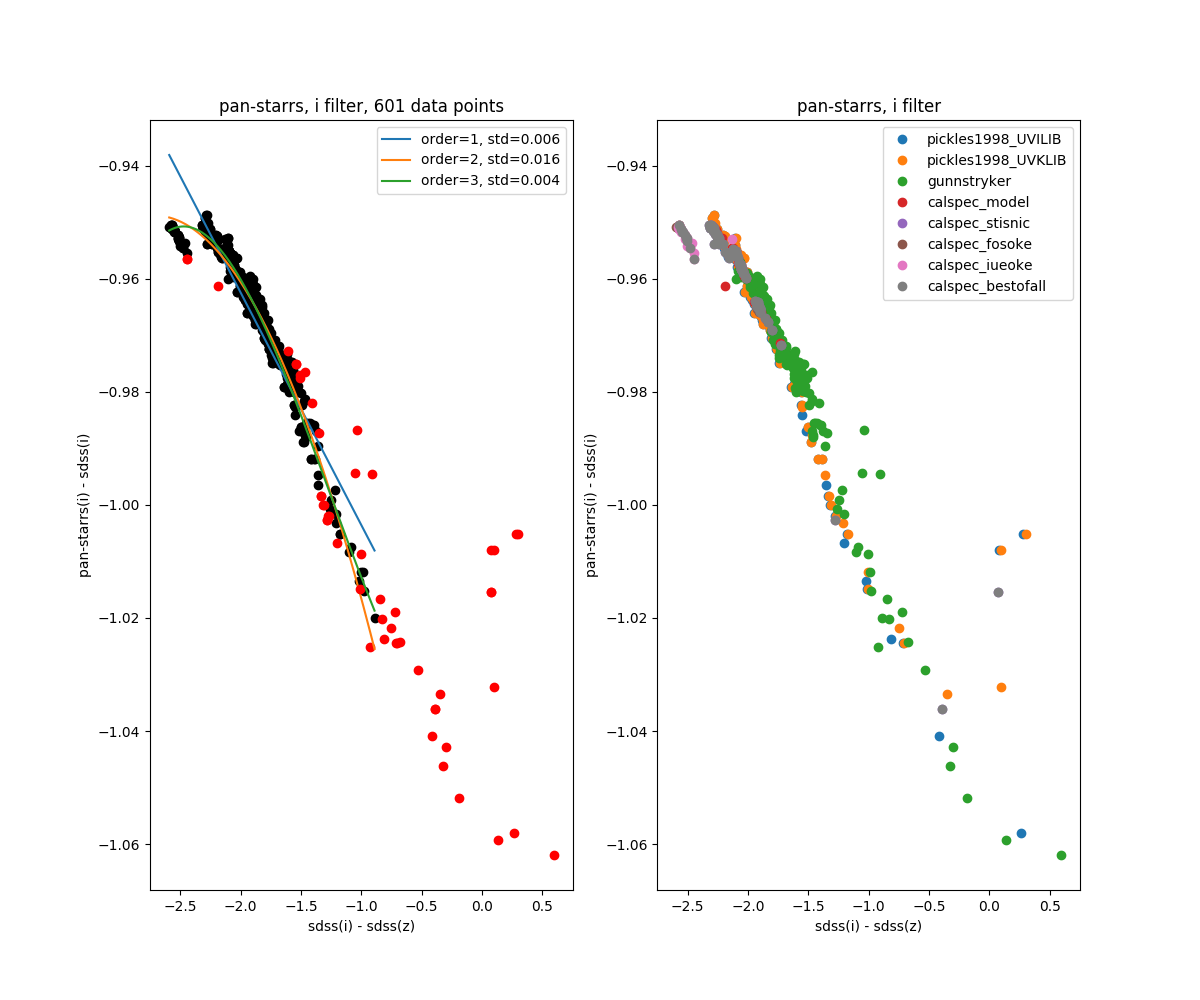 pan-starrs, i filter, 601 data points
order=1, std=0.006
order=2, std=0.016
order=3, std=0.004
−0.94
−0.96
−0.98
−1.00
−1.02
−1.04
−1.06
pan-starrs(i) - sdss(i)
−2.5 −2.0 −1.5 −1.0 −0.5 0.0 0.5
sdss(i) - sdss(z)
pan-starrs, i filter
pickles1998_UVILIB
pickles1998_UVKLIB
gunnstryker
calspec_model
calspec_stisnic
calspec_fosoke
calspec_iueoke
calspec_bestofall
−0.94
−0.96
−0.98
−1.00
−1.02
−1.04
−1.06
pan-starrs(i) - sdss(i)
−2.5 −2.0 −1.5 −1.0 −0.5 0.0 0.5
sdss(i) - sdss(z)